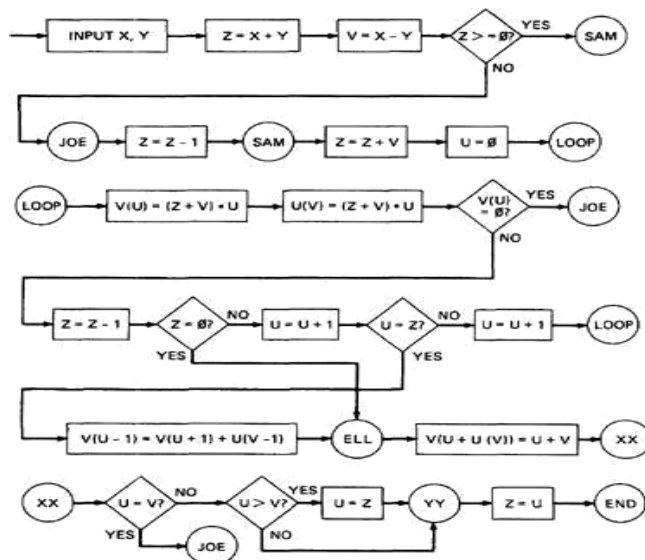 INPUT X, Y
Z = X + Y
V = X - Y
Z > = Ø?
YES
SAM
NO
JOE
Z = Z - 1
SAM
Z = Z + V
U = Ø
LOOP
LOOP
V(U) = (Z + V) * U
U(V) = (Z + V) * U
V(U)
= Ø?
YES
JOE
NO
Z = Z - 1
Z = Ø?
NO
U = U + 1
U = Z?
NO
U = U + 1
LOOP
YES
YES
V(U - 1) = V(U + 1) + U(V - 1)
ELL
V(U + U (V)) = U + V
XX
XX
U = V?
NO
U > V?
YES
U = Z
YY
Z = U
END
YES
NO
JOE